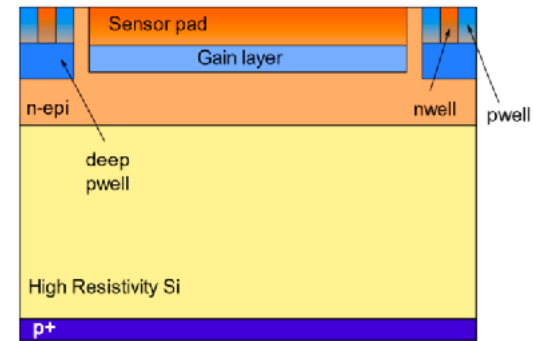 Sensor pad
Gain layer
n-epi
nwell
pwell
deep
pwell
High Resistivity Si
p+